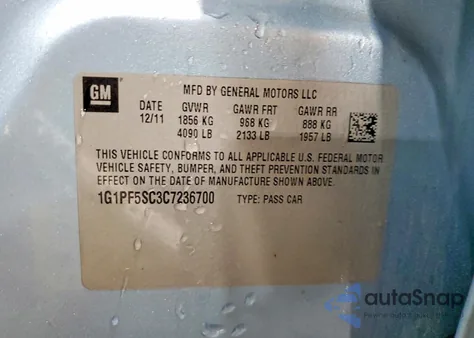 GM
MFD BY GENERAL MOTORS LLC
DATE GVWR GAWR FRT GAWR RR
12/11 1856 KG 968 KG 888 KG
4090 LB 2133 LB 1957 LB
THIS VEHICLE CONFORMS TO ALL APPLICABLE U.S. FEDERAL MOTOR
VEHICLE SAFETY, BUMPER, AND THEFT PREVENTION STANDARDS IN
EFFECT ON THE DATE OF MANUFACTURE SHOWN ABOVE.
1G1PF5SC3C7236700 TYPE: PASS CAR
autoSnap